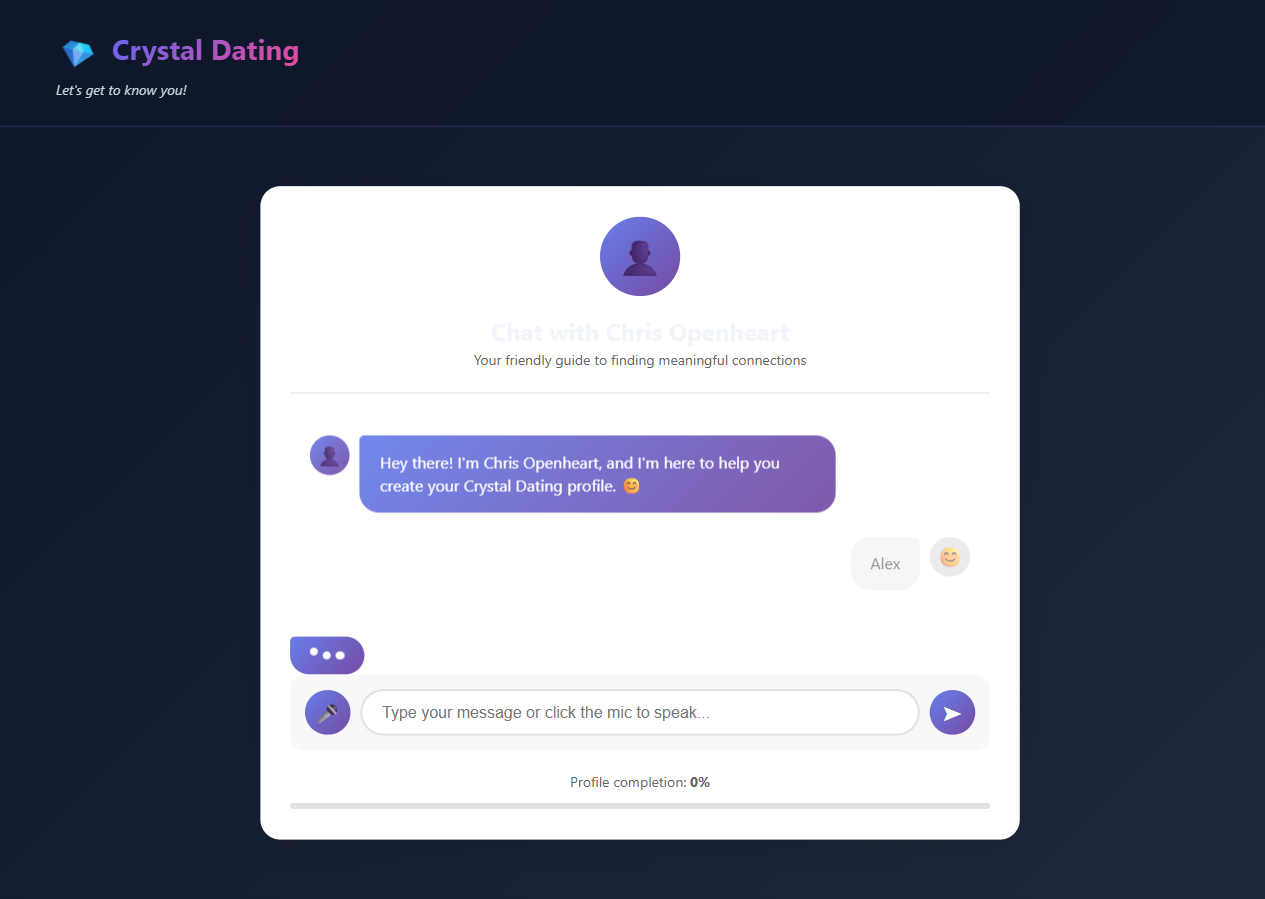 Crystal Dating
Let's get to know you!
Chat with Chris Openheart
Your friendly guide to finding meaningful connections
Hey there! I'm Chris Openheart, and I'm here to help you
create your Crystal Dating profile. 😊
Alex
Type your message or click the mic to speak...
Profile completion: 0%